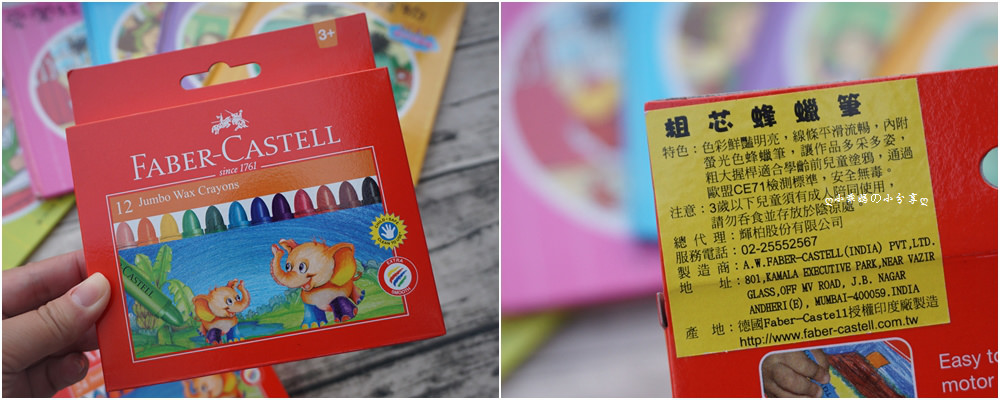 3+
FABER-CASTELL
since 1761
12 Jumbo Wax Crayons
CASTELL
EXTRA
SMOOTH
粗芯蜂蠟筆
特色：色彩鮮豔明亮，線條平滑流暢，內附
螢光色蜂蠟筆，讓作品多采多姿，
粗大握桿適合學齡前兒童塗鴉，通過
歐盟CE71檢測標準，安全無毒。
注意：3歲以下兒童須有成人陪同使用，
請勿吞食並存放於陰涼處。
總代理：輝柏股份有限公司
服務電話：02-25552567
製造商：A.W.FABER-CASTELL(INDIA) PVT,LTD.
地址：801,KAMALA EXECUTIVE PARK,NEAR VAZIR
GLASS,OFF MV ROAD, J.B. NAGAR
ANDHERI(E), MUMBAI-400059.INDIA
產地：德國Faber-Castell授權印度廠製造
http://www.faber-castell.com.tw
Easy to
motor